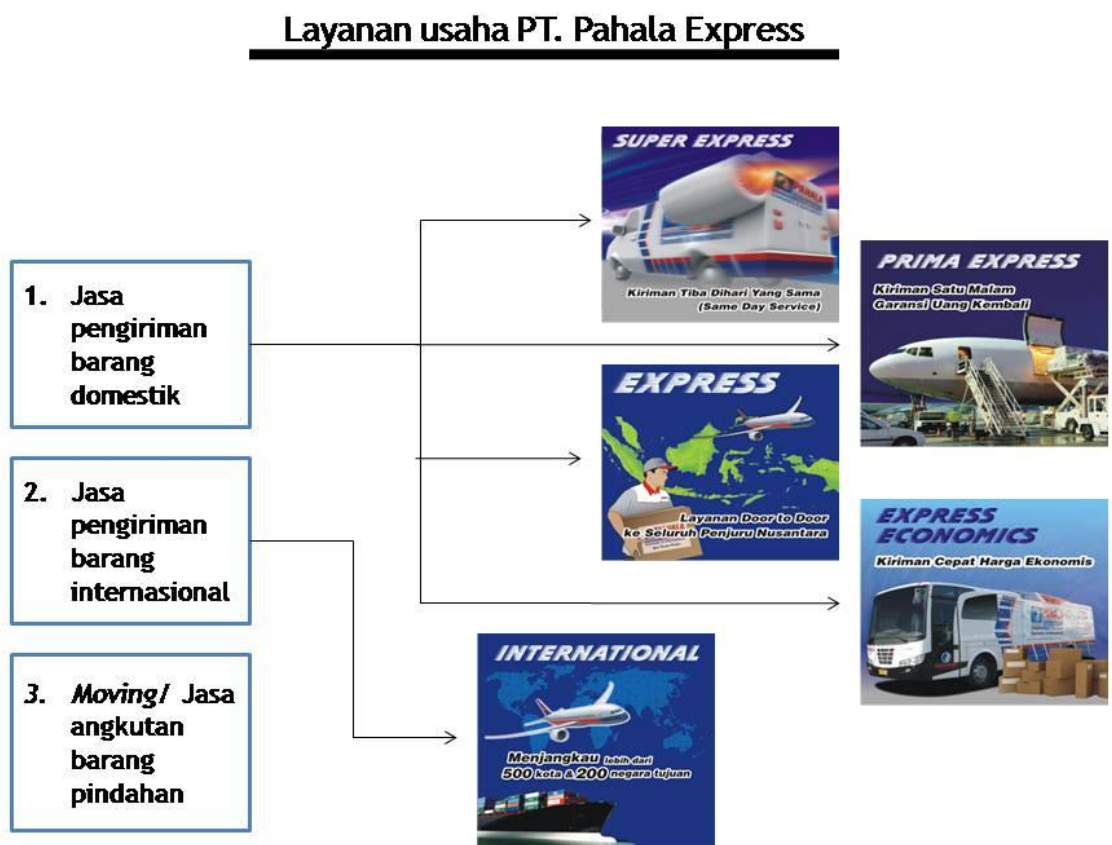 Layanan usaha PT. Pahala Express
1. Jasa
pengiriman
barang
domestik
2. Jasa
pengiriman
barang
internasional
3. Moving/ Jasa
angkutan
barang
pindahan
SUPER EXPRESS
PAHALA
Kiriman Tiba Dihari Yang Sama
(Same Day Service)
PRIMA EXPRESS
Kiriman Satu Malam
Garansi Uang Kembali
EXPRESS
Layanan Door to Door
ke Seluruh Penjuru Nusantara
EXPRESS
ECONOMICS
Kiriman Cepat Harga Ekonomis
INTERNATIONAL
Menjangkau lebih dari
500 kota & 200 negara tujuan